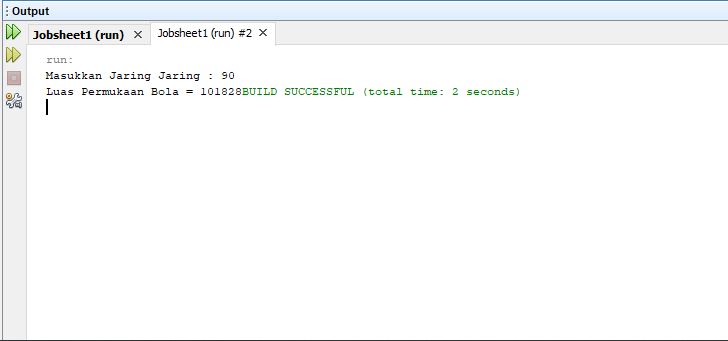 Output
Jobsheet1 (run) Jobsheet1 (run) #2
run:
Masukkan Jaring Jaring : 90
Luas Permukaan Bola = 101828BUILD SUCCESSFUL (total time: 2 seconds)